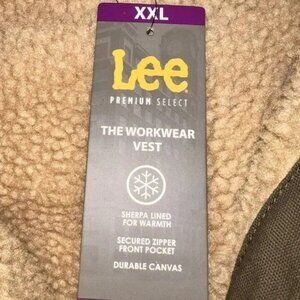 XXL
Lee
PREMIUM SELECT
THE WORKWEAR
VEST
SHERPA LINED
FOR WARMTH
SECURED ZIPPER
FRONT POCKET
DURABLE CANVAS